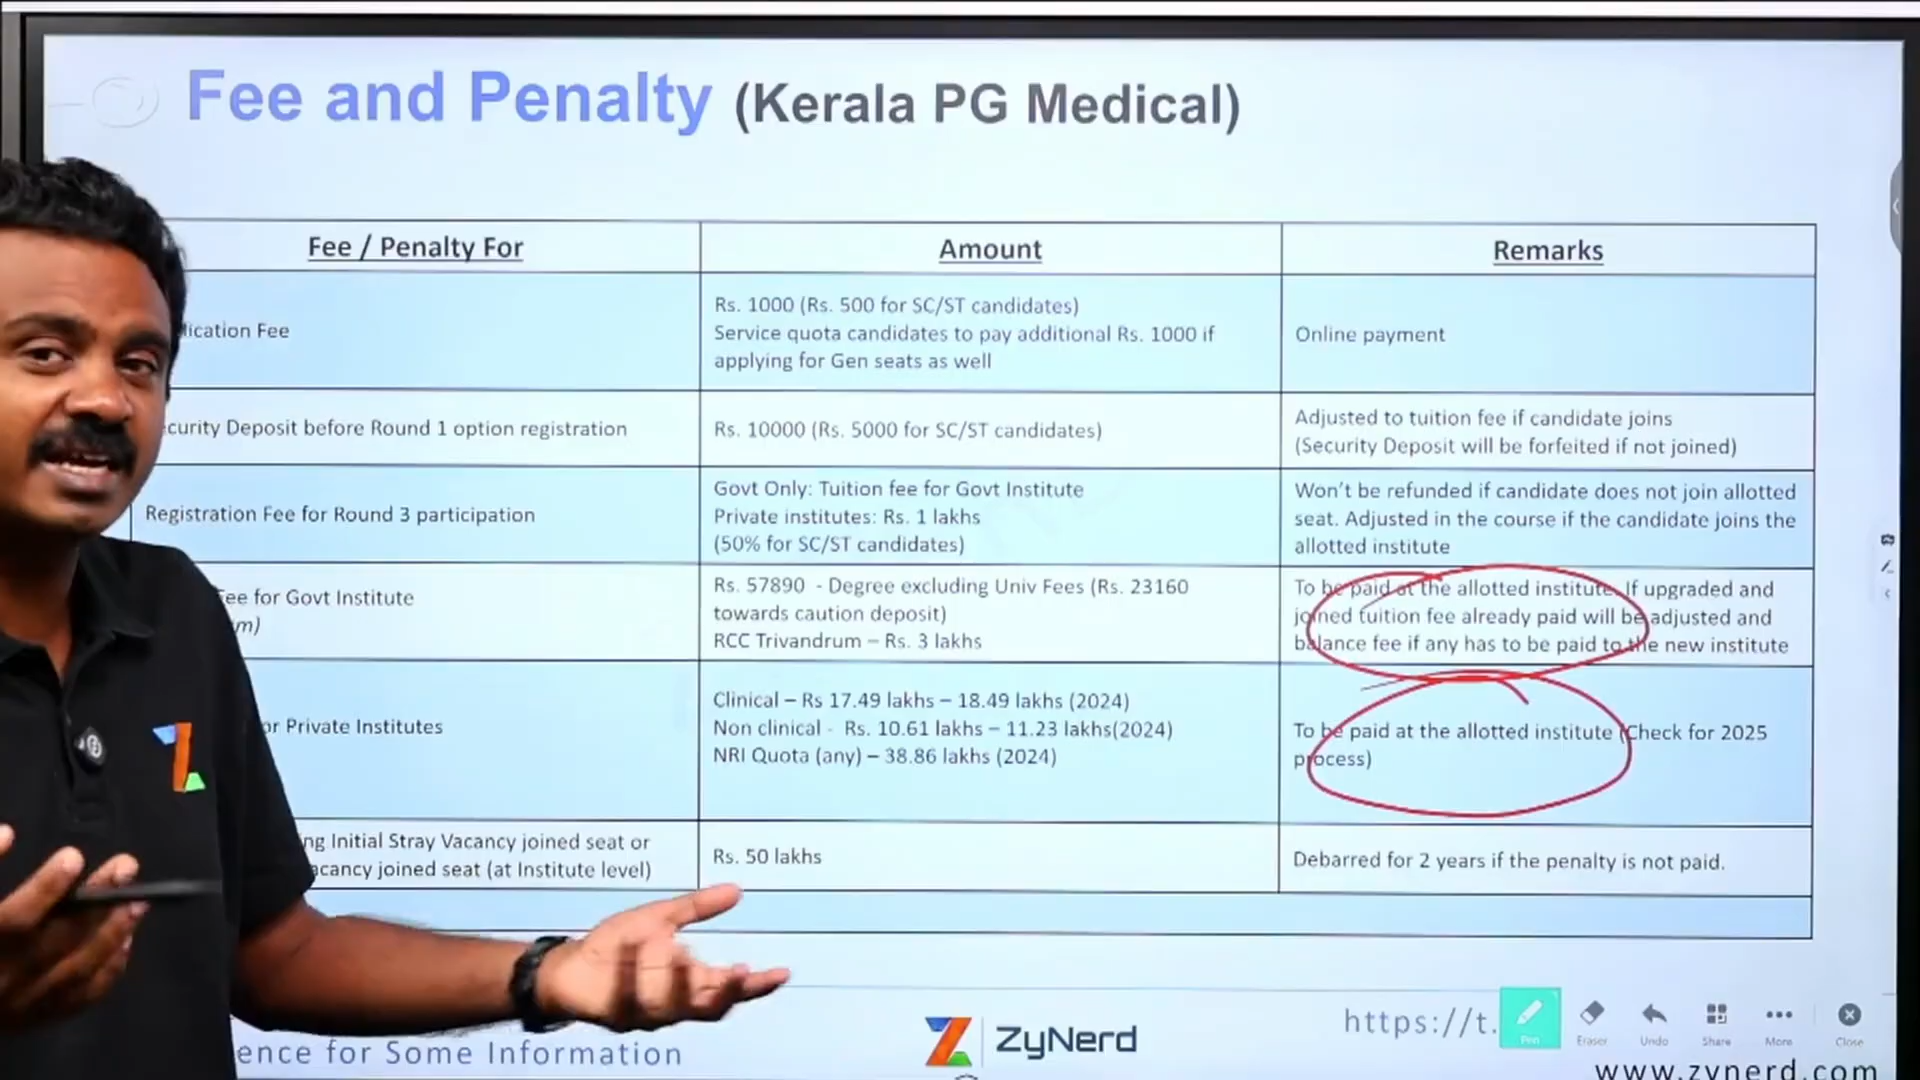 Fee and Penalty (Kerala PG Medical)
Fee / Penalty For
Amount
Remarks
lication Fee
Rs. 1000 (Rs. 500 for SC/ST candidates)
Service quota candidates to pay additional Rs. 1000 if
applying for Gen seats as well
Online payment
curity Deposit before Round 1 option registration
Rs. 10000 (Rs. 5000 for SC/ST candidates)
Adjusted to tuition fee if candidate joins
(Security Deposit will be forfeited if not joined)
Registration Fee for Round 3 participation
Govt Only: Tuition fee for Govt Institute
Private institutes: Rs. 1 lakhs
(50% for SC/ST candidates)
Won't be refunded if candidate does not join allotted
seat. Adjusted in the course if the candidate joins the
allotted institute
ee for Govt Institute
m)
Rs. 57890 - Degree excluding Univ Fees (Rs. 23160
towards caution deposit)
RCC Trivandrum – Rs. 3 lakhs
To be paid at the allotted institute. If upgraded and
joined tuition fee already paid will be adjusted and
balance fee if any has to be paid to the new institute
or Private Institutes
Clinical – Rs 17.49 lakhs – 18.49 lakhs (2024)
Non clinical - Rs. 10.61 lakhs – 11.23 lakhs(2024)
NRI Quota (any) – 38.86 lakhs (2024)
To be paid at the allotted institute (Check for 2025
process)
ng Initial Stray Vacancy joined seat or
acancy joined seat (at Institute level)
Rs. 50 lakhs
Debarred for 2 years if the penalty is not paid.
ence for Some Information
ZyNerd
https://t.
Pen
Eraser
Undo
Share
More
Close
www.zynerd.com